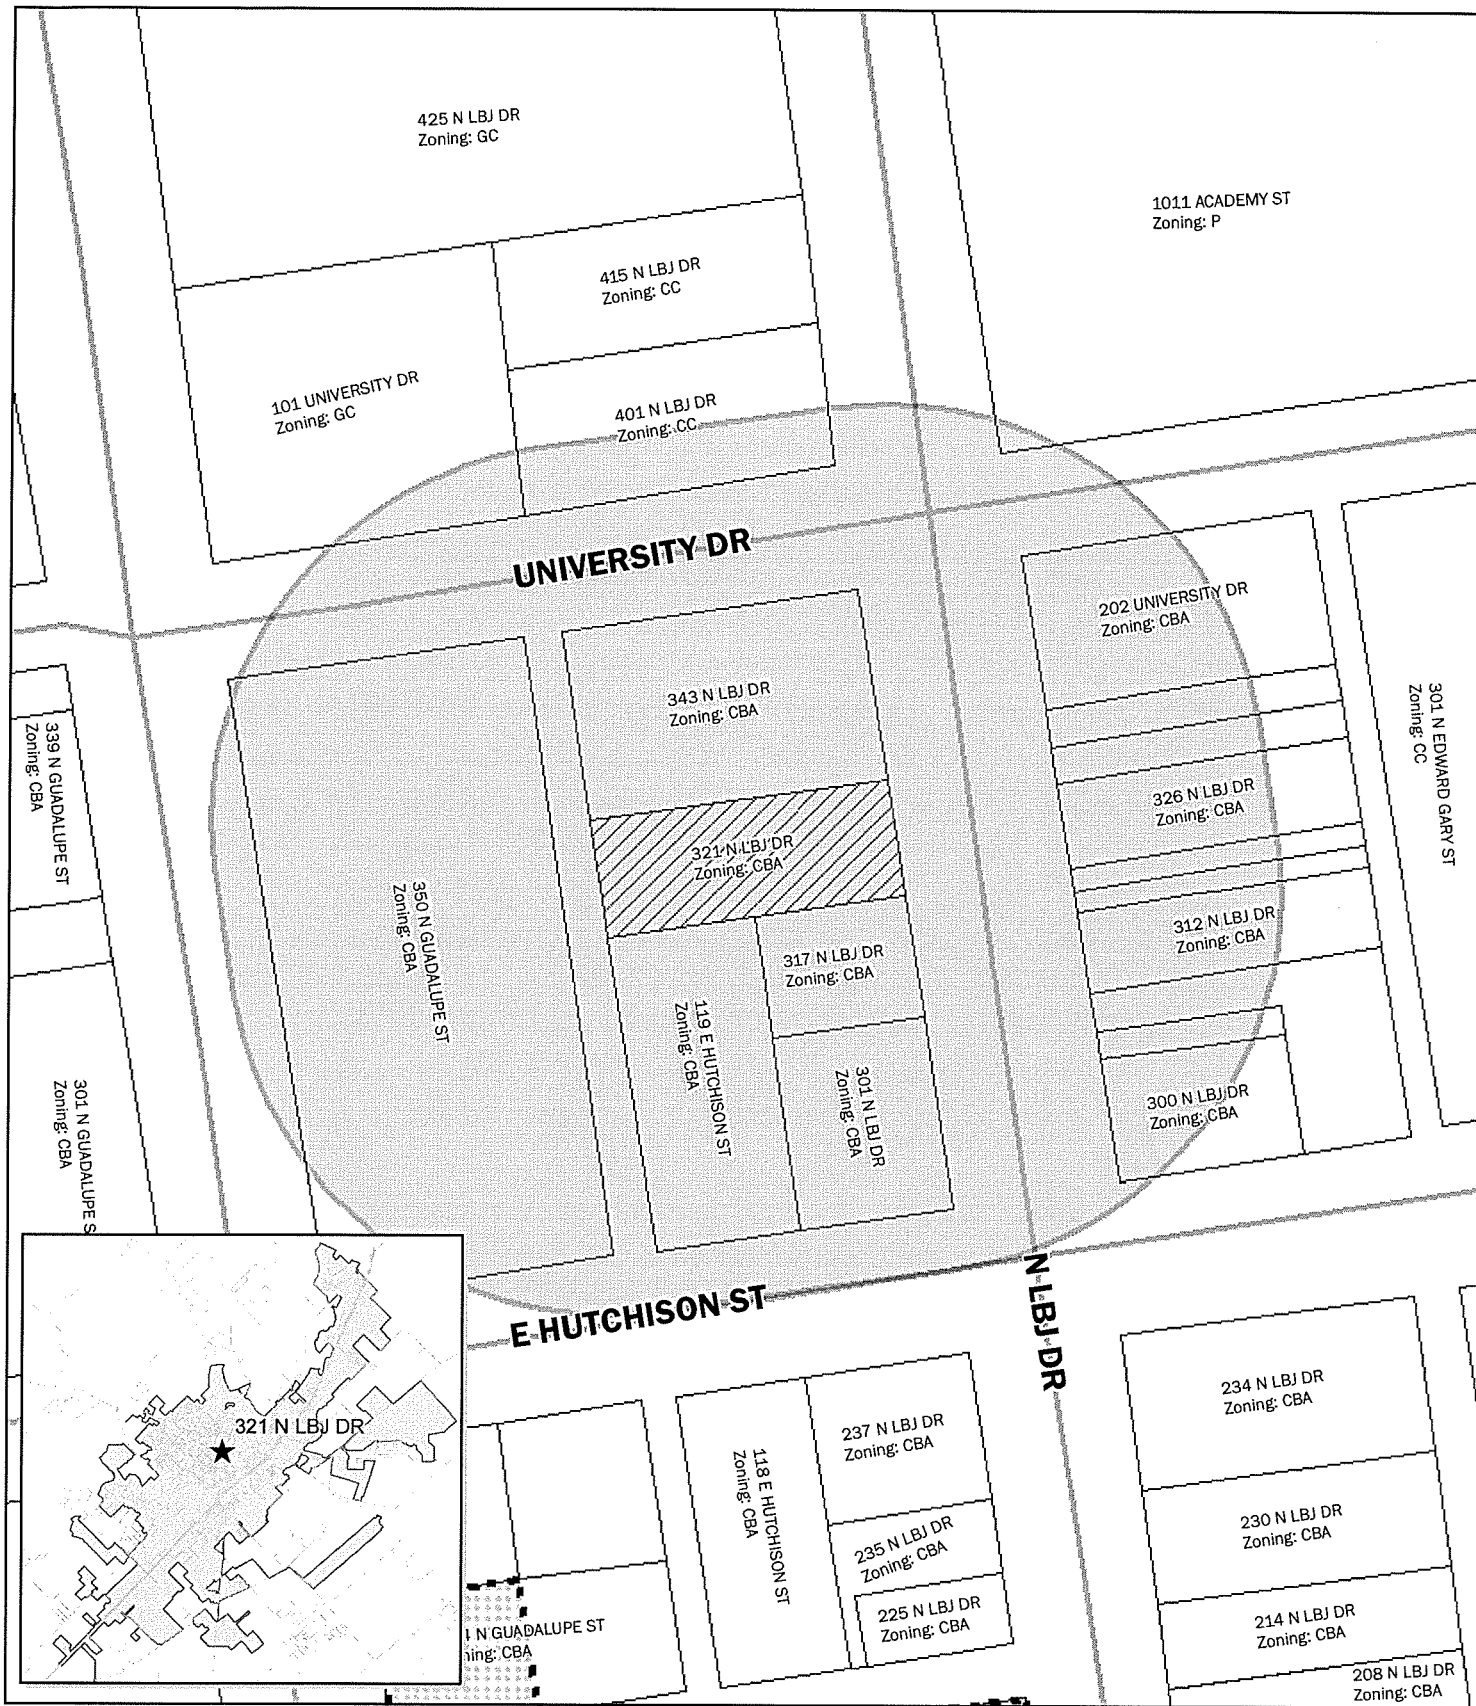 425 N LBJ DR
Zoning: GC
1011 ACADEMY ST
Zoning: P
415 N LBJ DR
Zoning: CC
101 UNIVERSITY DR
Zoning: GC
401 N LBJ DR
Zoning: CC
UNIVERSITY DR
202 UNIVERSITY DR
Zoning: CBA
343 N LBJ DR
Zoning: CBA
339 N GUADALUPE ST
Zoning: CBA
301 N EDWARD GARY ST
Zoning: CC
326 N LBJ DR
Zoning: CBA
321 N LBJ DR
Zoning: CBA
350 N GUADALUPE ST
Zoning: CBA
312 N LBJ DR
Zoning: CBA
317 N LBJ DR
Zoning: CBA
119 E HUTCHISON ST
Zoning: CBA
301 N LBJ DR
Zoning: CBA
300 N LBJ DR
Zoning: CBA
301 N GUADALUPE S
Zoning: CBA
E HUTCHISON ST
N LBJ DR
321 N LBJ DR
234 N LBJ DR
Zoning: CBA
237 N LBJ DR
Zoning: CBA
118 E HUTCHISON ST
Zoning: CBA
230 N LBJ DR
Zoning: CBA
235 N LBJ DR
Zoning: CBA
225 N LBJ DR
Zoning: CBA
214 N LBJ DR
Zoning: CBA
N GUADALUPE ST
ning: CBA
208 N LBJ DR
Zoning: CBA